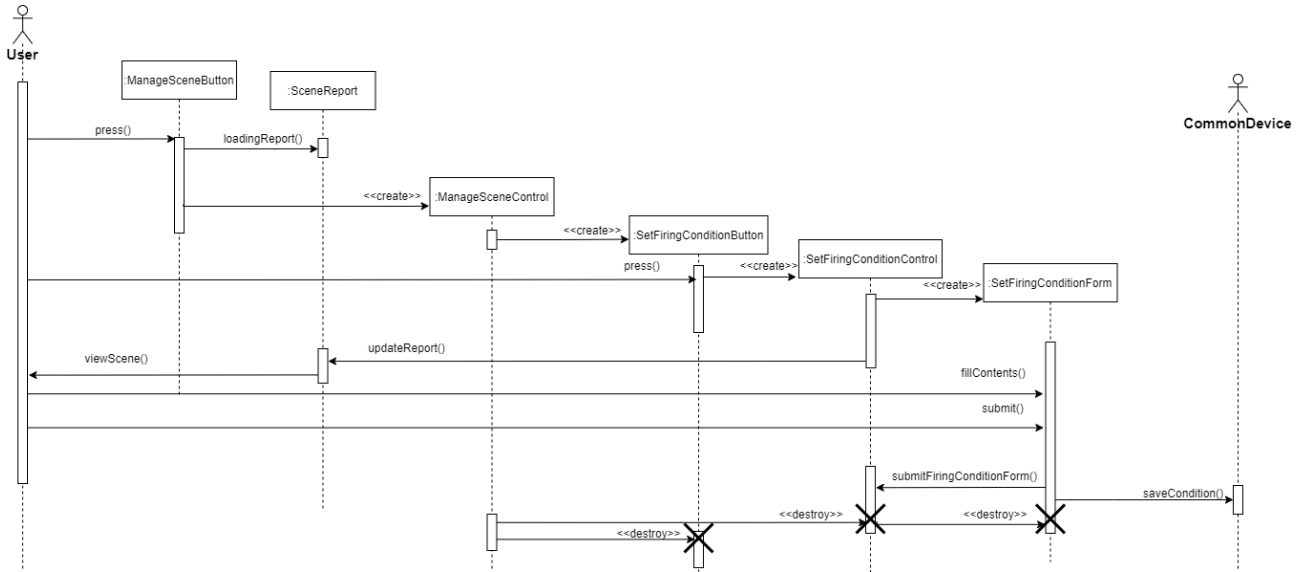 User
:ManageSceneButton
:SceneReport
CommonDevice
press()
loadingReport()
<<create>>
:ManageSceneControl
<<create>>
:SetFiringConditionButton
press()
<<create>>
:SetFiringConditionControl
<<create>>
:SetFiringConditionForm
updateReport()
viewScene()
fillContents()
submit()
submitFiringConditionForm()
saveCondition()
<<destroy>>
<<destroy>>
<<destroy>>